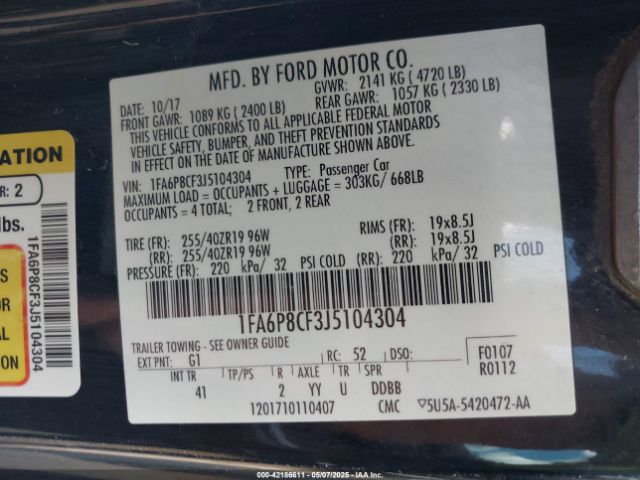 MFD. BY FORD MOTOR CO.
DATE: 10/17 GVWR: 2141 KG (4720 LB)
FRONT GAWR: 1089 KG (2400 LB) REAR GAWR: 1057 KG (2330 LB)
THIS VEHICLE CONFORMS TO ALL APPLICABLE FEDERAL MOTOR
VEHICLE SAFETY, BUMPER, AND THEFT PREVENTION STANDARDS
IN EFFECT ON THE DATE OF MANUFACTURE SHOWN ABOVE.
VIN: 1FA6P8CF3J5104304 TYPE: Passenger Car
MAXIMUM LOAD = OCCUPANTS + LUGGAGE = 303KG/ 668LB
OCCUPANTS = 4 TOTAL; 2 FRONT, 2 REAR
TIRE (FR): 255/40ZR19 96W RIMS (FR): 19x8.5J
(RR): 255/40ZR19 96W (RR): 19x8.5J
PRESSURE (FR): 220 kPa/ 32 PSI COLD (RR): 220 kPa/ 32 PSI COLD
1FA6P8CF3J5104304
TRAILER TOWING - SEE OWNER GUIDE
EXT PNT: G1 RC: 52 DSO: F0107
INT TR TP/PS R AXLE TR SPR R0112
41 2 YY U DDBB
1201710110407 CMC ▽5U5A-5420472-AA
ATION
R: 2
lbs.
1FA6P8CF3J5104304
S
OR
AL
S
000-42186611 - 05/07/2025 - IAAI.COM